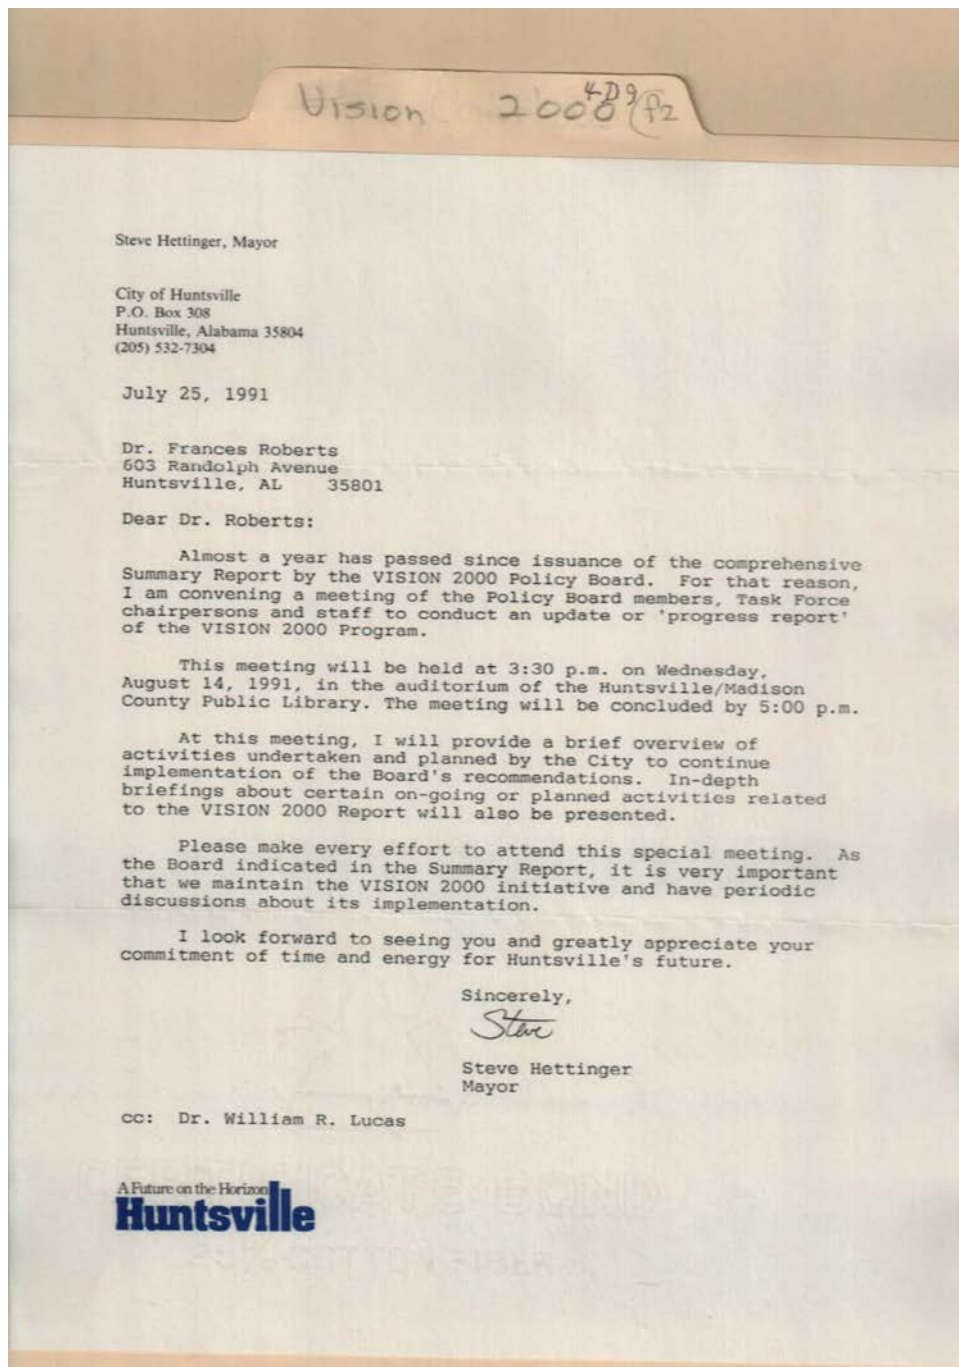 Vision 2000
4D9
f2
Steve Hettinger, Mayor
City of Huntsville
P.O. Box 308
Huntsville, Alabama 35804
(205) 532-7304
July 25, 1991
Dr. Frances Roberts
603 Randolph Avenue
Huntsville, AL 35801
Dear Dr. Roberts:
Almost a year has passed since issuance of the comprehensive
Summary Report by the VISION 2000 Policy Board. For that reason,
I am convening a meeting of the Policy Board members, Task Force
chairpersons and staff to conduct an update or 'progress report'
of the VISION 2000 Program.
This meeting will be held at 3:30 p.m. on Wednesday,
August 14, 1991, in the auditorium of the Huntsville/Madison
County Public Library. The meeting will be concluded by 5:00 p.m.
At this meeting, I will provide a brief overview of
activities undertaken and planned by the City to continue
implementation of the Board's recommendations. In-depth
briefings about certain on-going or planned activities related
to the VISION 2000 Report will also be presented.
Please make every effort to attend this special meeting. As
the Board indicated in the Summary Report, it is very important
that we maintain the VISION 2000 initiative and have periodic
discussions about its implementation.
I look forward to seeing you and greatly appreciate your
commitment of time and energy for Huntsville's future.
Sincerely,
Steve
Steve Hettinger
Mayor
cc: Dr. William R. Lucas
A Future on the Horizon
Huntsville